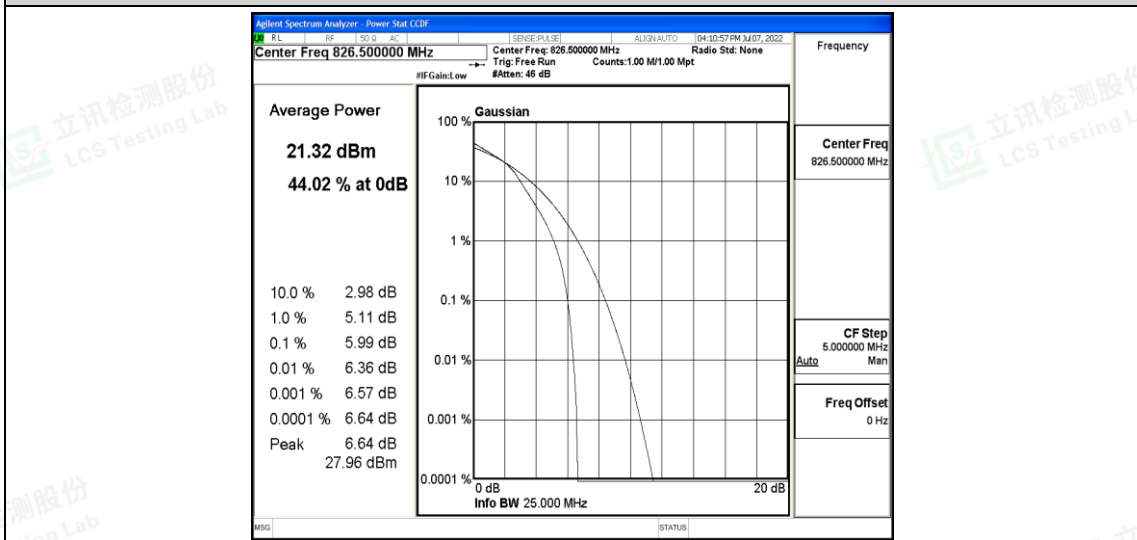 Agilent Spectrum Analyzer - Power Stat CCDF
LXI RL RF 50 Ω AC SENSE:PULSE ALIGN AUTO 04:10:57 PM Jul 07, 2022
Center Freq 826.500000 MHz
Center Freq: 826.500000 MHz Radio Std: None
Trig: Free Run Counts:1.00 M/1.00 Mpt
#IFGain:Low #Atten: 46 dB
Frequency
Average Power
21.32 dBm
44.02 % at 0dB
10.0 % 2.98 dB
1.0 % 5.11 dB
0.1 % 5.99 dB
0.01 % 6.36 dB
0.001 % 6.57 dB
0.0001 % 6.64 dB
Peak 6.64 dB
27.96 dBm
Gaussian
100 %
10 %
1 %
0.1 %
0.01 %
0.001 %
0.0001 %
0 dB 20 dB
Info BW 25.000 MHz
Center Freq
826.500000 MHz
CF Step
5.000000 MHz
Auto Man
Freq Offset
0 Hz
MSG STATUS
立讯检测股份
LCS Testing Lab
立讯检测股份
LCS Testing Lab
测股份
ing Lab
立